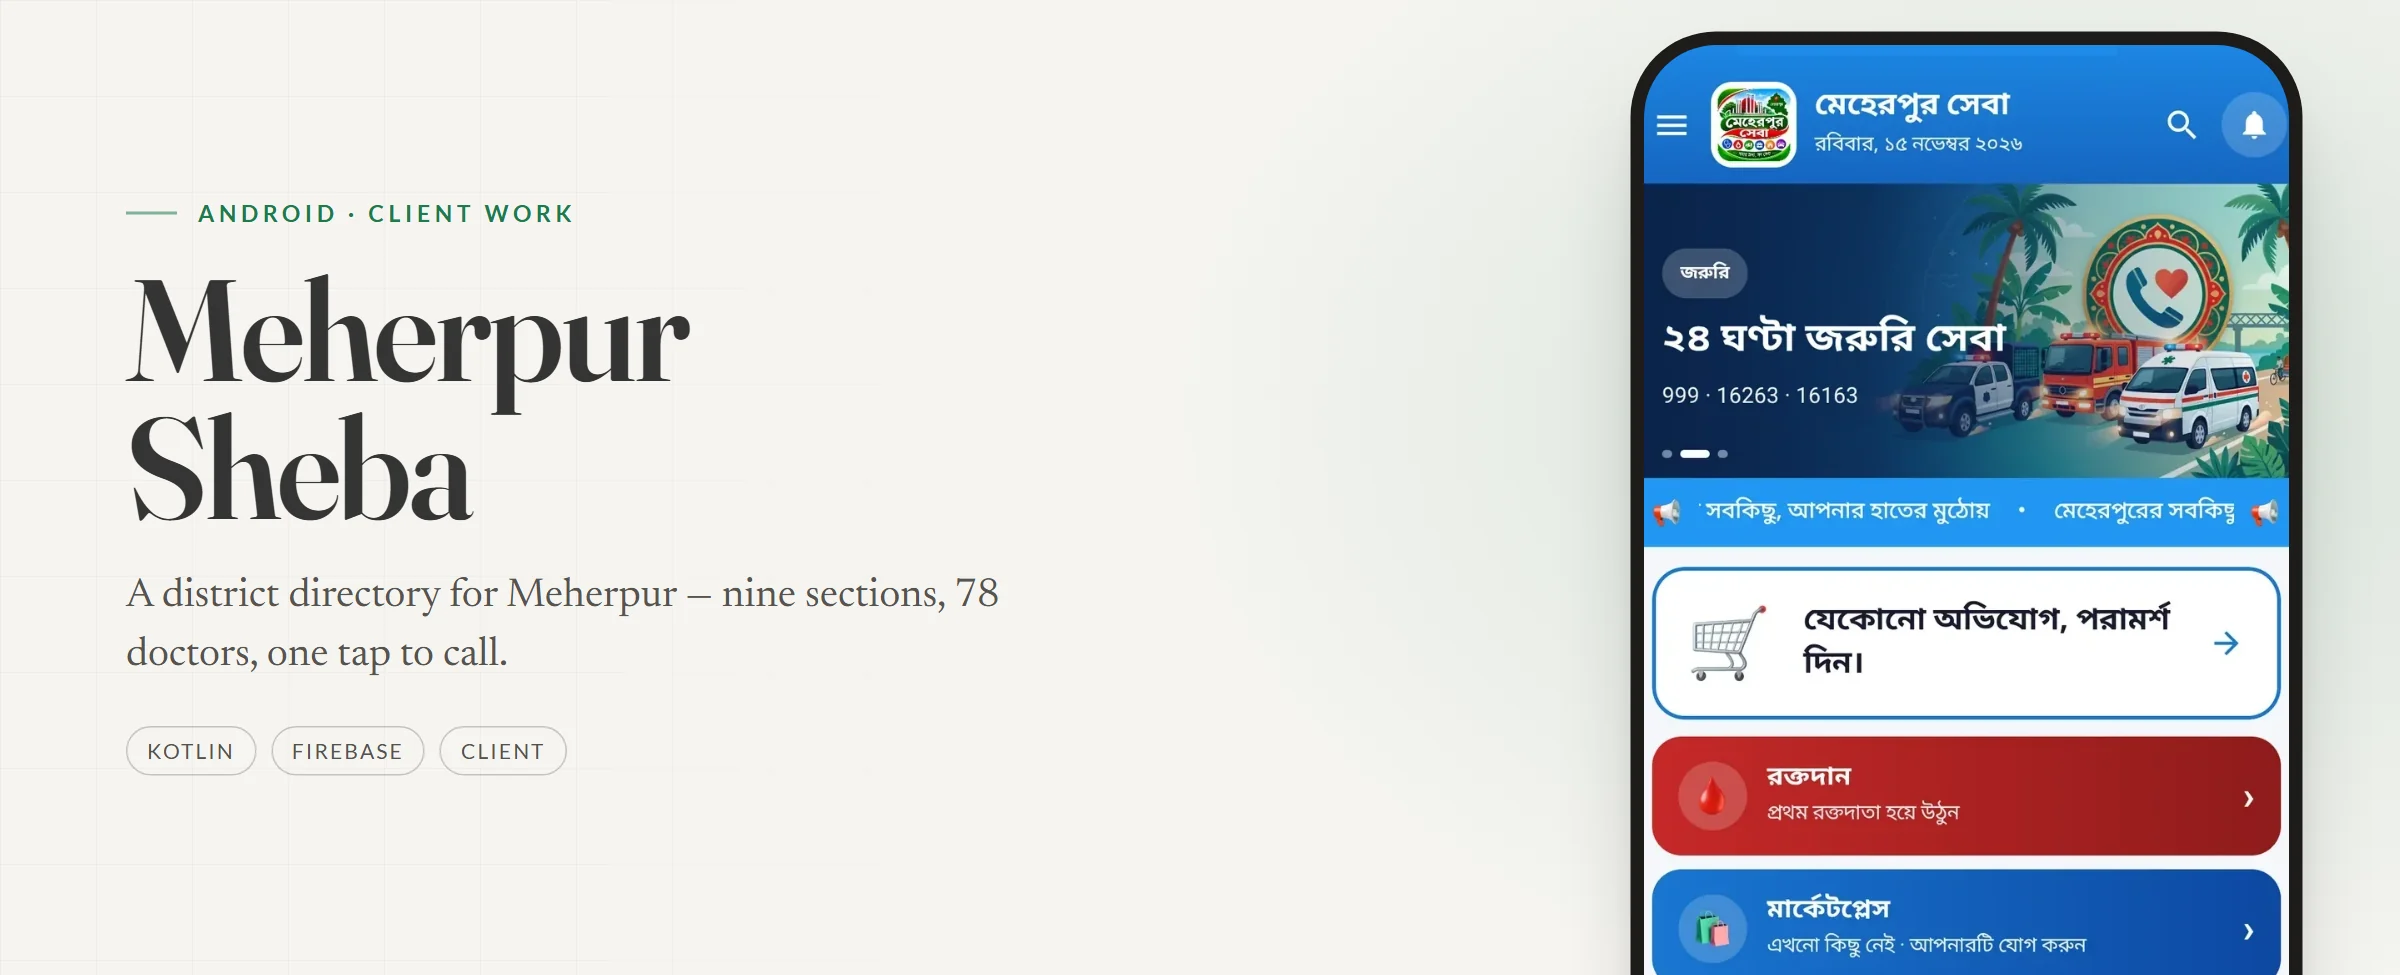 ANDROID · CLIENT WORK
Meherpur
Sheba
A district directory for Meherpur – nine sections, 78
doctors, one tap to call.
KOTLIN
FIREBASE
CLIENT
মেহেরপুর সেবা
রবিবার, ১৫ নভেম্বর ২০২৬
মেহেরপুর
সেবা
জরুরি
২৪ ঘণ্টা জরুরি সেবা
999 · 16263 · 16163
সবকিছু, আপনার হাতের মুঠোয় • মেহেরপুরের সবকিছু
যেকোনো অভিযোগ, পরামর্শ
দিন।
রক্তদান
প্রথম রক্তদাতা হয়ে উঠুন
মার্কেটপ্লেস
এখনো কিছু নেই · আপনারটি যোগ করুন